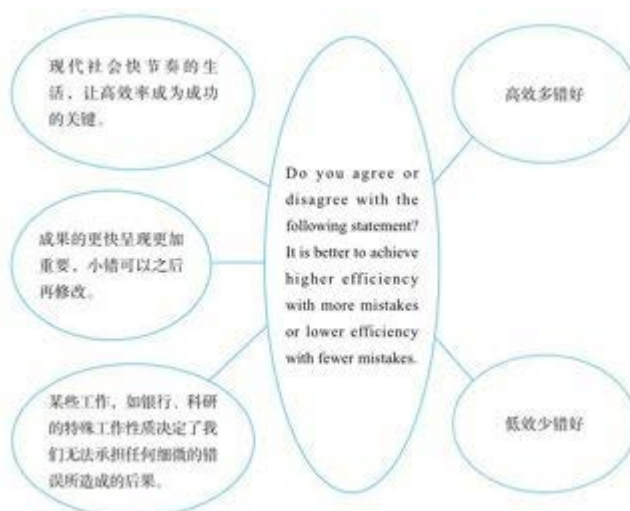 现代社会快节奏的生
活，让高效率成为成功
的关键。
成果的更快呈现更加
重要，小错可以之后
再修改。
某些工作，如银行、科研
的特殊工作性质决定了我
们无法承担任何细微的错
误所造成的后果。
Do you agree or
disagree with the
following statement?
It is better to achieve
higher efficiency
with more mistakes
or lower efficiency
with fewer mistakes.
高效多错好
低效少错好